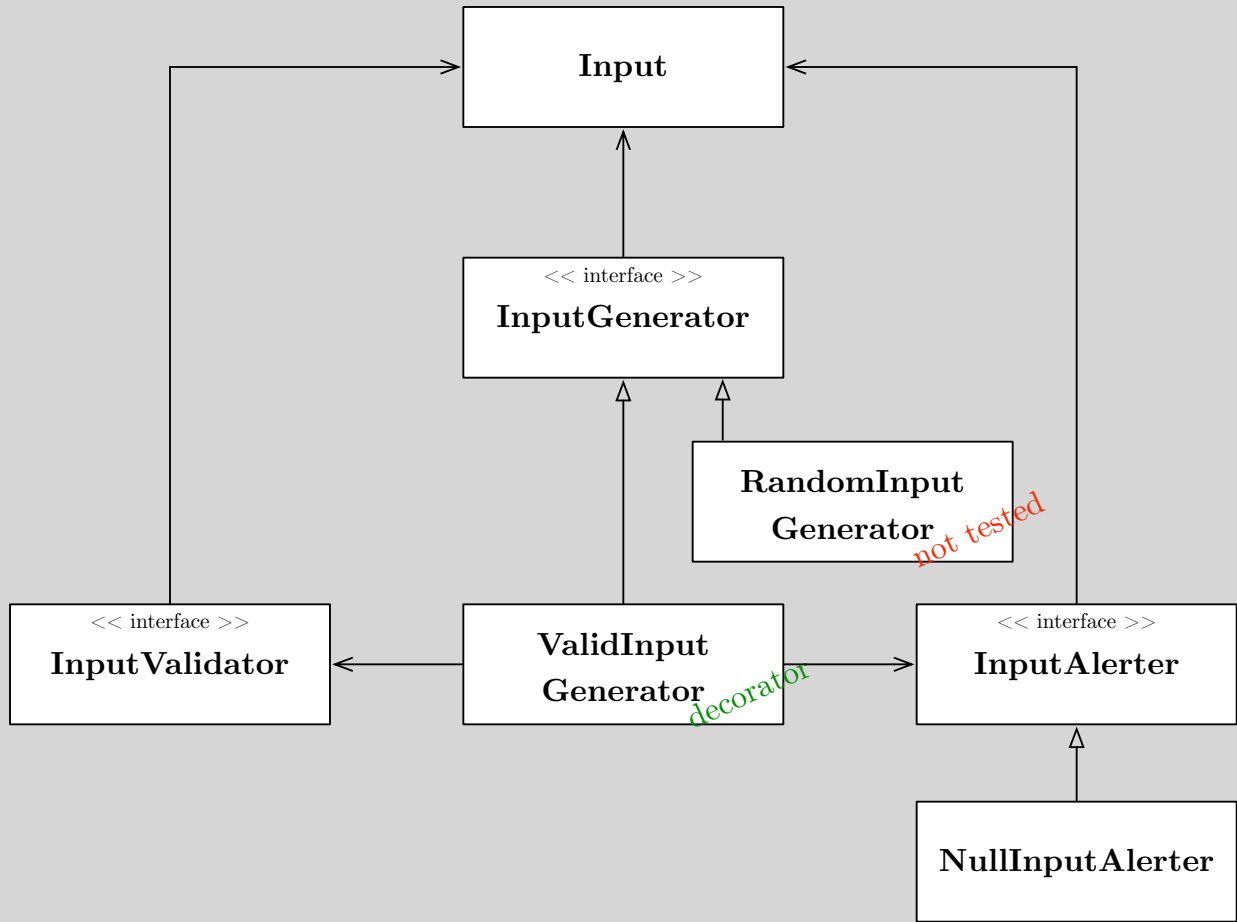 Input
<< interface >>
InputGenerator
RandomInput
Generator
not tested
<< interface >>
InputValidator
ValidInput
Generator
decorator
<< interface >>
InputAlerter
NullInputAlerter